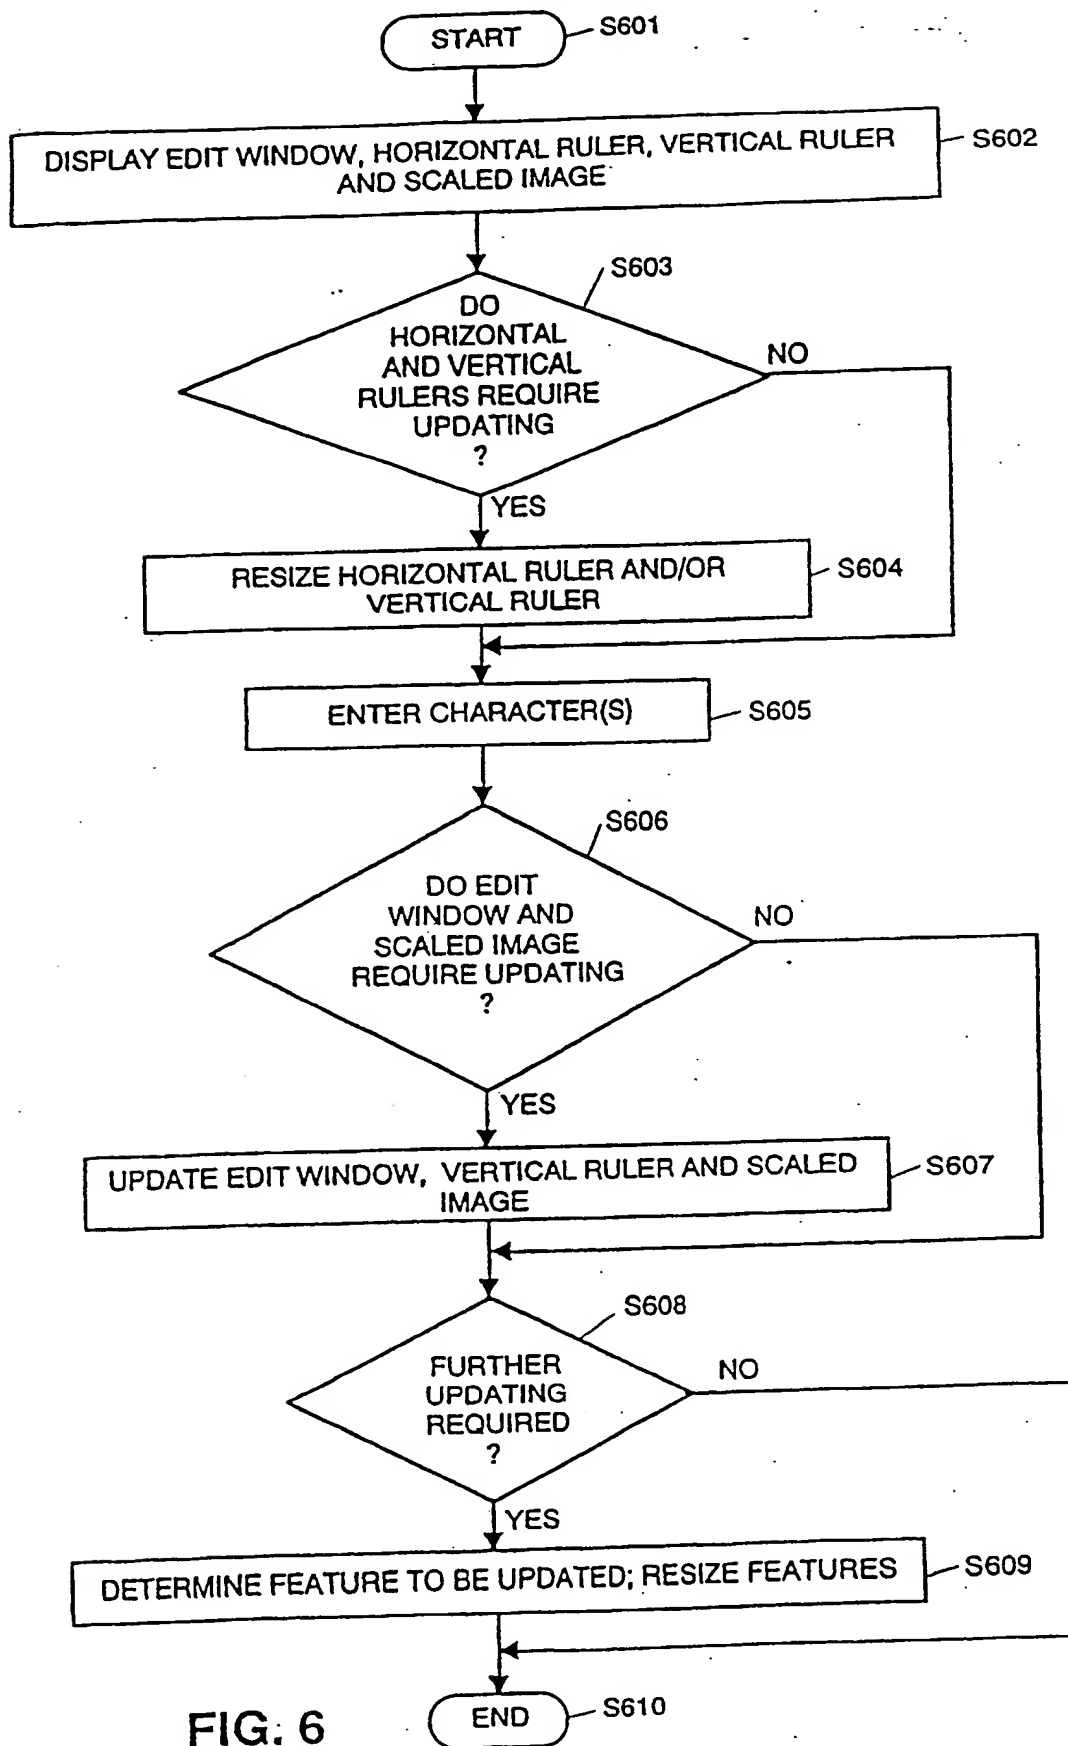 START
S601
DISPLAY EDIT WINDOW, HORIZONTAL RULER, VERTICAL RULER
AND SCALED IMAGE
S602
S603
DO
HORIZONTAL
AND VERTICAL
RULERS REQUIRE
UPDATING
?
NO
YES
RESIZE HORIZONTAL RULER AND/OR
VERTICAL RULER
S604
ENTER CHARACTER(S)
S605
S606
DO EDIT
WINDOW AND
SCALED IMAGE
REQUIRE UPDATING
?
NO
YES
UPDATE EDIT WINDOW, VERTICAL RULER AND SCALED
IMAGE
S607
S608
FURTHER
UPDATING
REQUIRED
?
NO
YES
DETERMINE FEATURE TO BE UPDATED; RESIZE FEATURES
S609
END
S610
FIG. 6